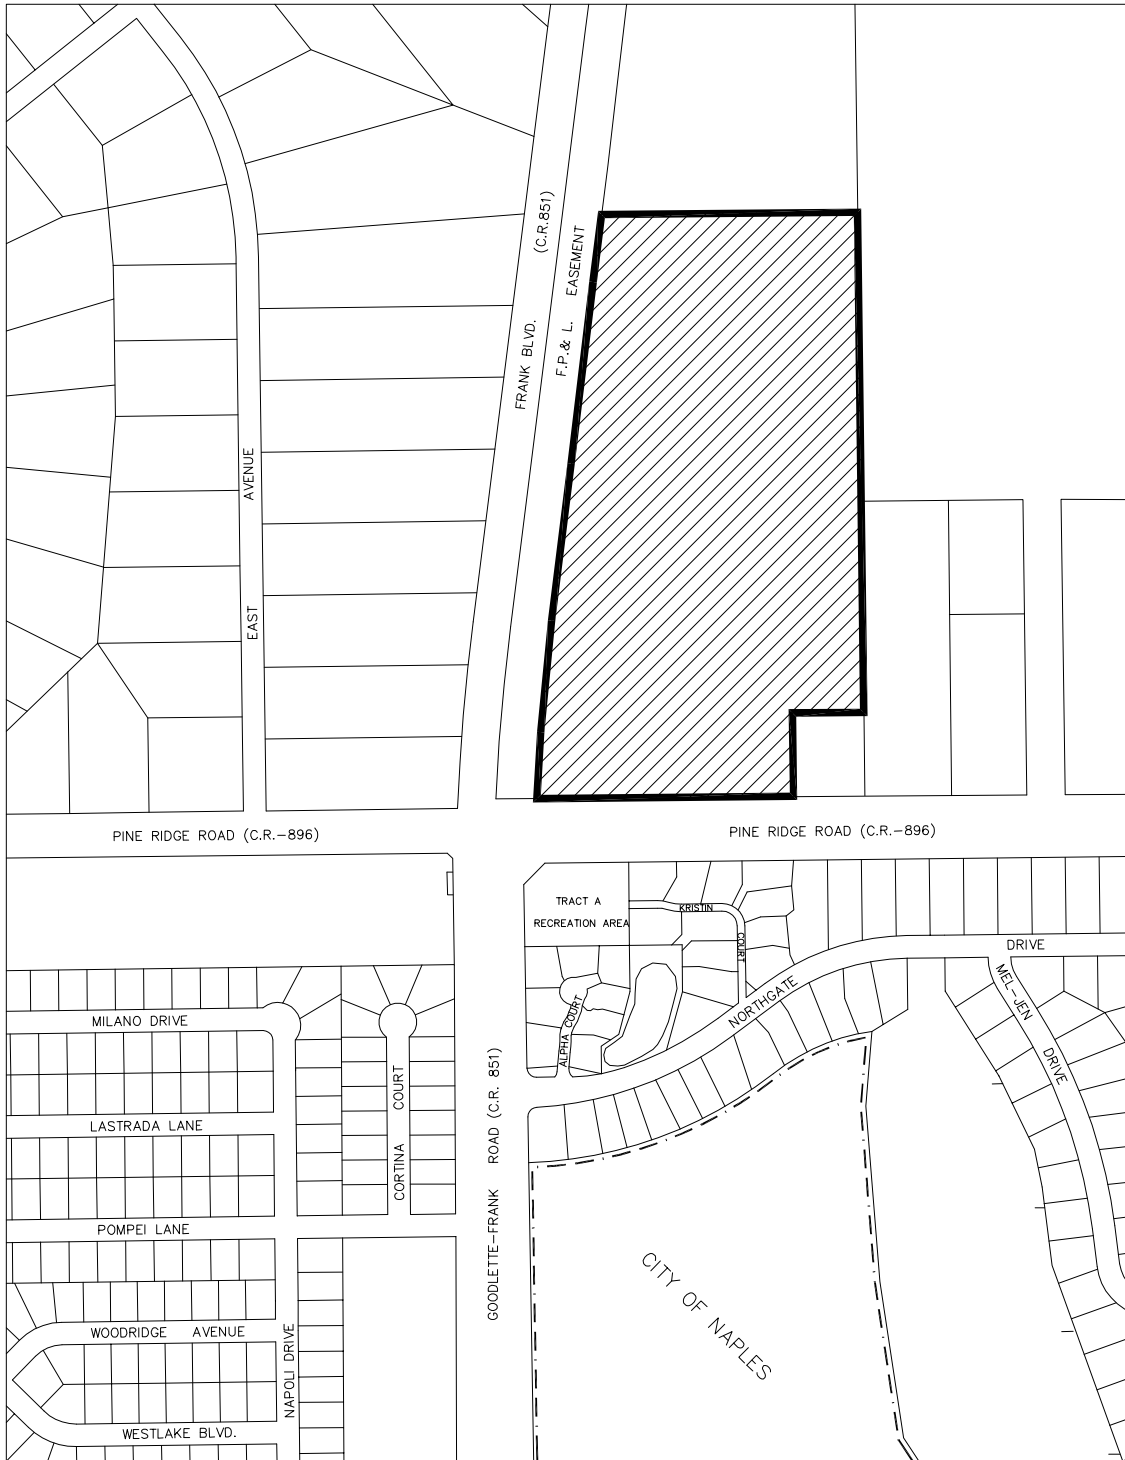 (C.R.851)
FRANK BLVD.
F.P.& L. EASEMENT
EAST AVENUE
PINE RIDGE ROAD (C.R.-896)
PINE RIDGE ROAD (C.R.-896)
TRACT A
RECREATION AREA
KRISTIN
COURT
DRIVE
NORTHGATE
MEL-JEN
DRIVE
ALPHA COURT
MILANO DRIVE
CORTINA COURT
LASTRADA LANE
POMPEI LANE
GOODLETTE-FRANK ROAD (C.R. 851)
CITY OF NAPLES
WOODRIDGE AVENUE
NAPOLI DRIVE
WESTLAKE BLVD.